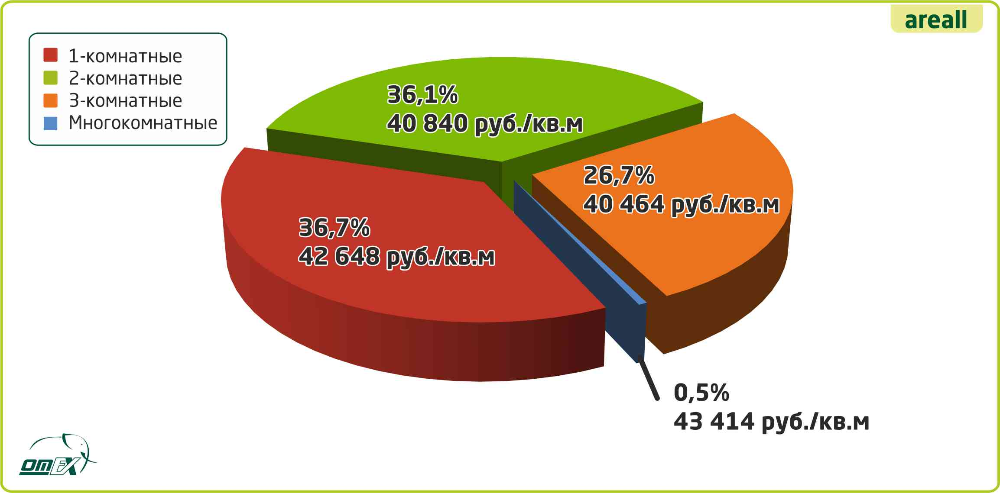 areall
1-комнатные
2-комнатные
3-комнатные
Многокомнатные
36,1%
40 840 руб./кв.м
26,7%
40 464 руб./кв.м
36,7%
42 648 руб./кв.м
0,5%
43 414 руб./кв.м
omEX